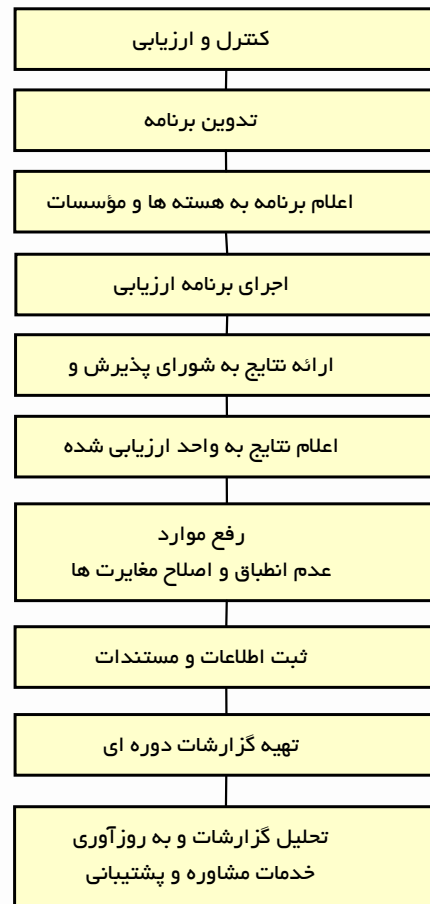 کنترل و ارزیابی
تدوین برنامه
اعلام برنامه به هسته ها و مؤسسات
اجرای برنامه ارزیابی
ارائه نتایج به شورای پذیرش و
اعلام نتایج به واحد ارزیابی شده
رفع موارد
عدم انطباق و اصلاح مغایرت ها
ثبت اطلاعات و مستندات
تهیه گزارشات دوره ای
تحلیل گزارشات و به روزآوری
خدمات مشاوره و پشتیبانی